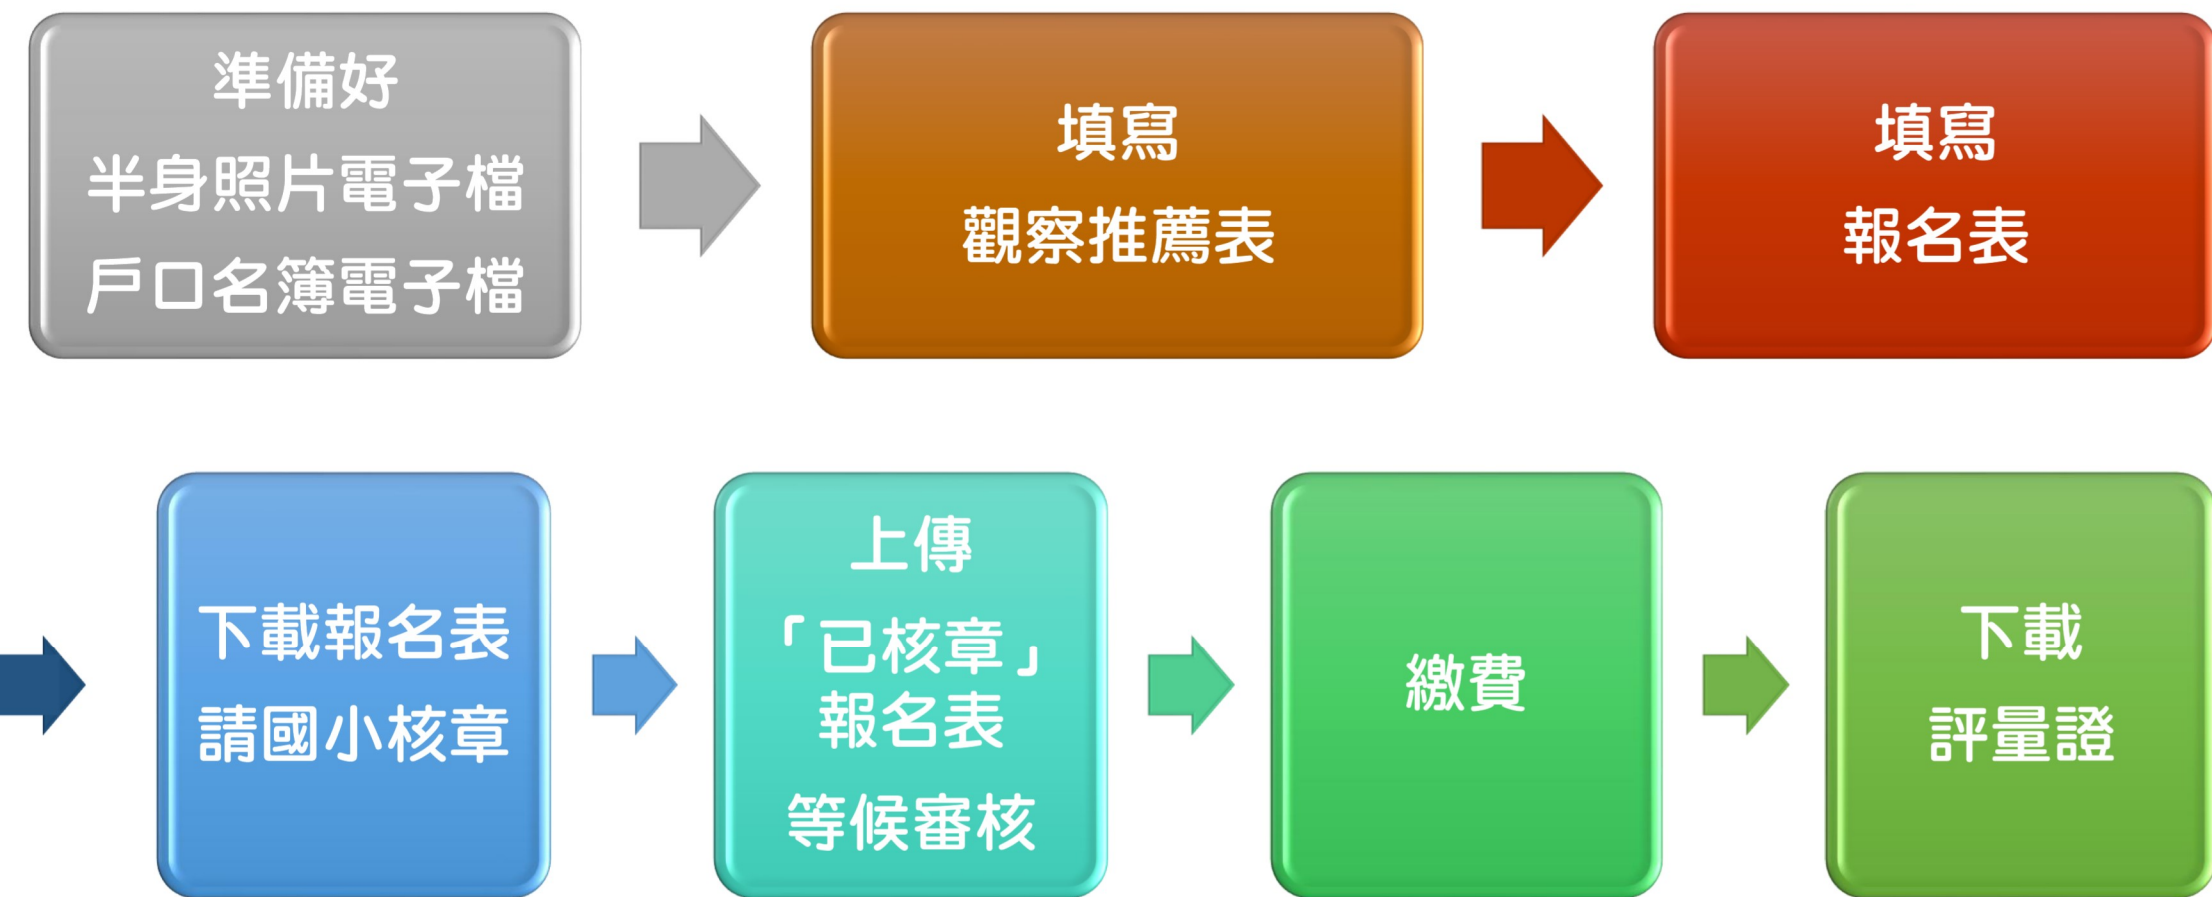 準備好
半身照片電子檔
戶口名簿電子檔
填寫
觀察推薦表
填寫
報名表
下載報名表
請國小核章
上傳
「已核章」
報名表
等候審核
繳費
下載
評量證